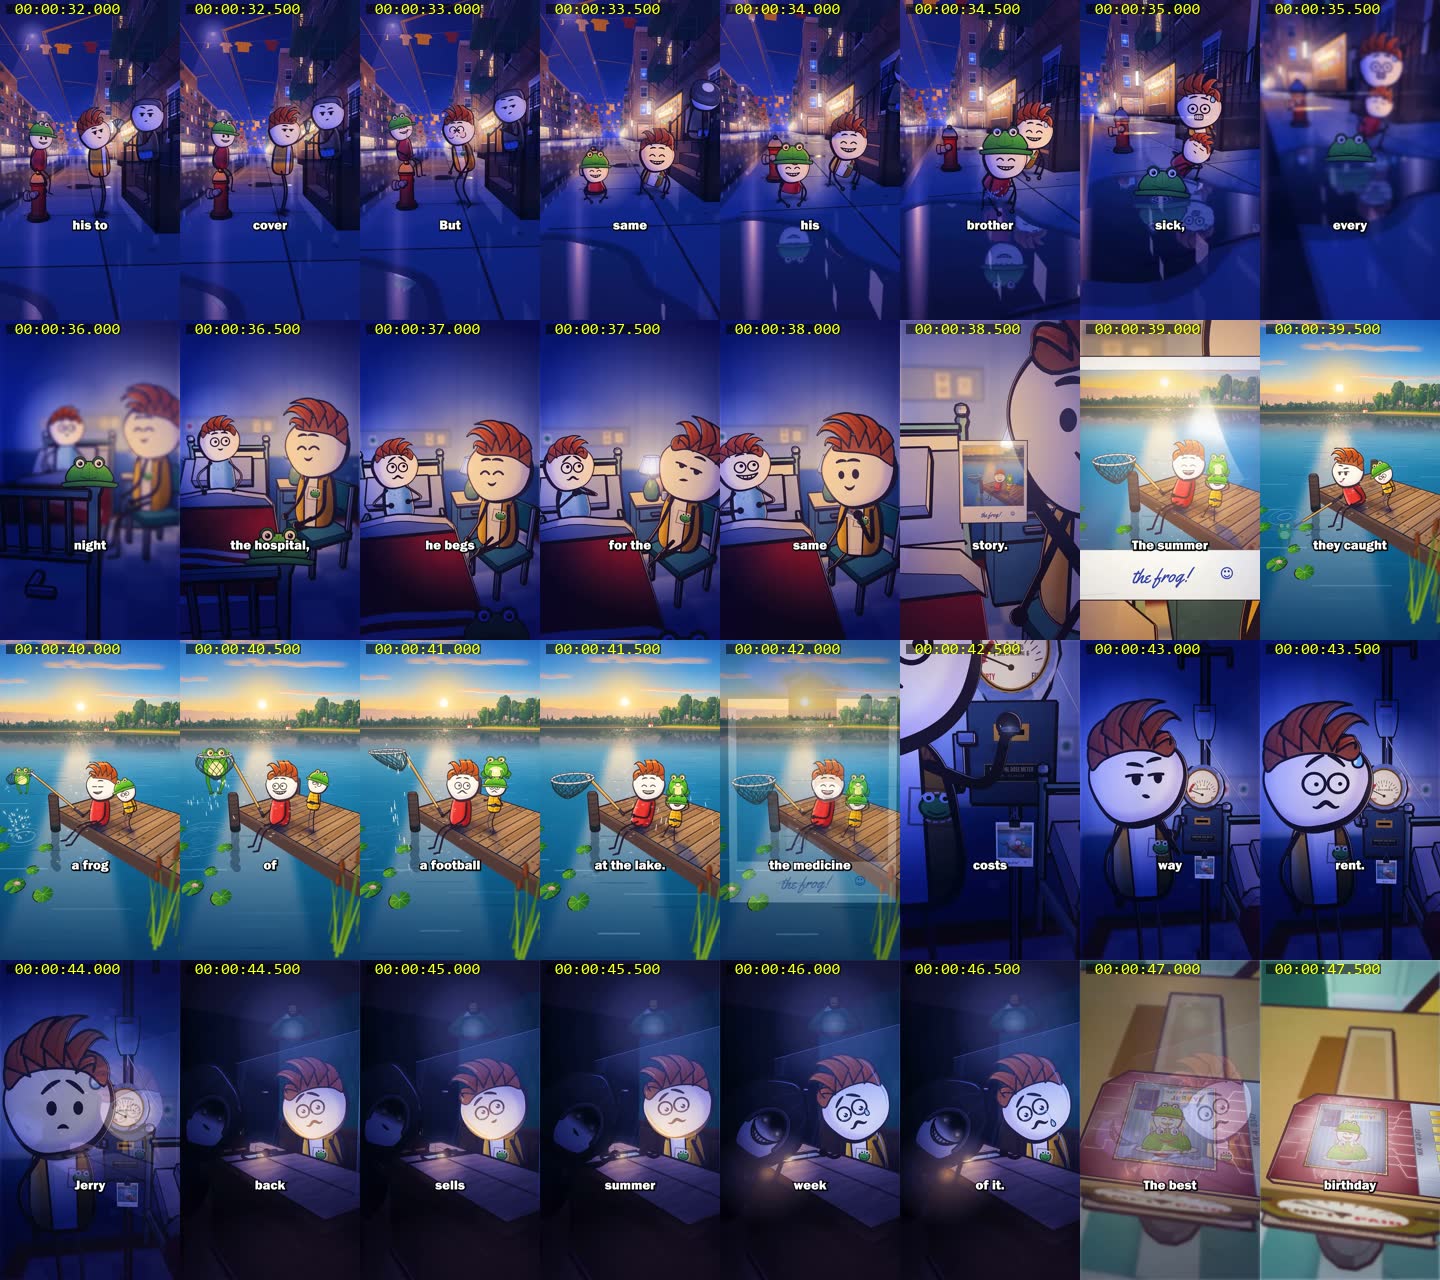 00:00:32.000
his to
00:00:32.500
cover
00:00:33.000
But
00:00:33.500
same
00:00:34.000
his
00:00:34.500
brother
00:00:35.000
sick,
00:00:35.500
every
00:00:36.000
night
00:00:36.500
the hospital,
00:00:37.000
he begs
00:00:37.500
for the
00:00:38.000
same
00:00:38.500
the frog!
story.
00:00:39.000
The summer
the frog!
00:00:39.500
they caught
00:00:40.000
a frog
00:00:40.500
of
00:00:41.000
a football
00:00:41.500
at the lake.
00:00:42.000
the medicine
the frog!
00:00:42.500
costs
00:00:43.000
way
00:00:43.500
rent.
00:00:44.000
Jerry
00:00:44.500
back
00:00:45.000
sells
00:00:45.500
summer
00:00:46.000
week
00:00:46.500
of it.
00:00:47.000
The best
00:00:47.500
birthday